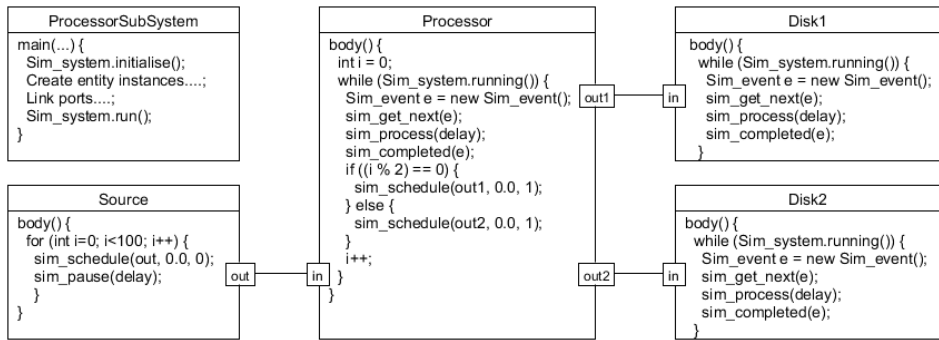 ProcessorSubSystem
main(...) {
Sim_system.initialise();
Create entity instances....;
Link ports....;
Sim_system.run();
}
Source
body() {
for (int i=0; i<100; i++) {
sim_schedule(out, 0.0, 0);
sim_pause(delay);
}
}
out
Processor
body() {
int i = 0;
while (Sim_system.running()) {
Sim_event e = new Sim_event();
sim_get_next(e);
sim_process(delay);
sim_completed(e);
if ((i % 2) == 0) {
sim_schedule(out1, 0.0, 1);
} else {
sim_schedule(out2, 0.0, 1);
}
i++;
}
}
in
out1
out2
Disk1
body() {
while (Sim_system.running()) {
Sim_event e = new Sim_event();
sim_get_next(e);
sim_process(delay);
sim_completed(e);
}
in
Disk2
body() {
while (Sim_system.running()) {
Sim_event e = new Sim_event();
sim_get_next(e);
sim_process(delay);
sim_completed(e);
}
in